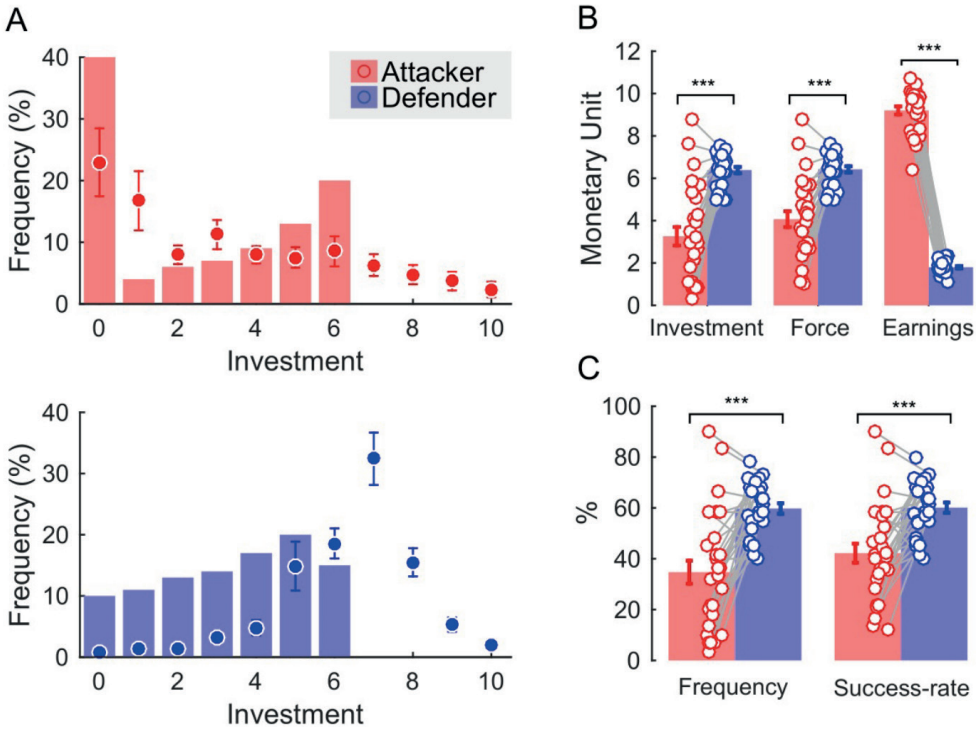 A
Frequency (%)
40
30
20
10
0
0 2 4 6 8 10
Investment
Attacker
Defender
Frequency (%)
40
30
20
10
0
0 2 4 6 8 10
Investment
B
Monetary Unit
12
10
8
6
4
2
0
*** *** ***
Investment Force Earnings
C
%
100
80
60
40
20
0
*** ***
Frequency Success-rate